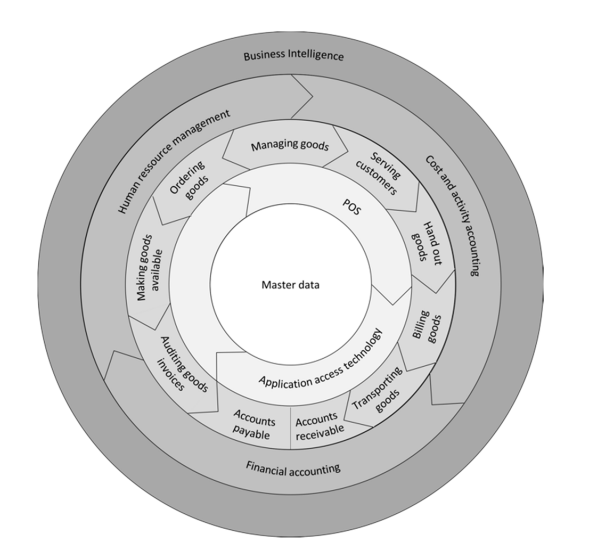 Business Intelligence
Human ressource management
Cost and activity accounting
Financial accounting
Managing goods
Serving
customers
Hand out
goods
Billing
goods
Transporting
goods
Accounts
receivable
Accounts
payable
Auditing goods
invoices
Making goods
available
Ordering
goods
POS
Application access technology
Master data